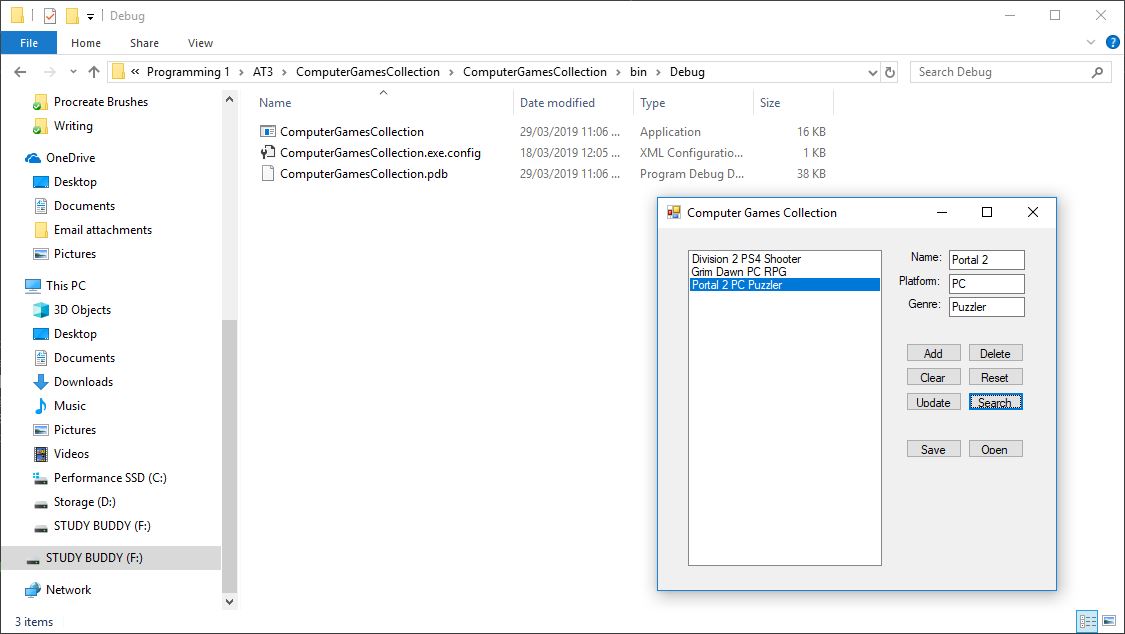 Debug
File Home Share View
« Programming 1 > AT3 > ComputerGamesCollection > ComputerGamesCollection > bin > Debug
Search Debug
Procreate Brushes
Writing
OneDrive
Desktop
Documents
Email attachments
Pictures
This PC
3D Objects
Desktop
Documents
Downloads
Music
Pictures
Videos
Performance SSD (C:)
Storage (D:)
STUDY BUDDY (F:)
STUDY BUDDY (F:)
Network
Name Date modified Type Size
ComputerGamesCollection 29/03/2019 11:06 ... Application 16 KB
ComputerGamesCollection.exe.config 18/03/2019 12:05 ... XML Configuratio... 1 KB
ComputerGamesCollection.pdb 29/03/2019 11:06 ... Program Debug D... 38 KB
Computer Games Collection
Division 2 PS4 Shooter
Grim Dawn PC RPG
Portal 2 PC Puzzler
Name: Portal 2
Platform: PC
Genre: Puzzler
Add Delete
Clear Reset
Update Search
Save Open
3 items